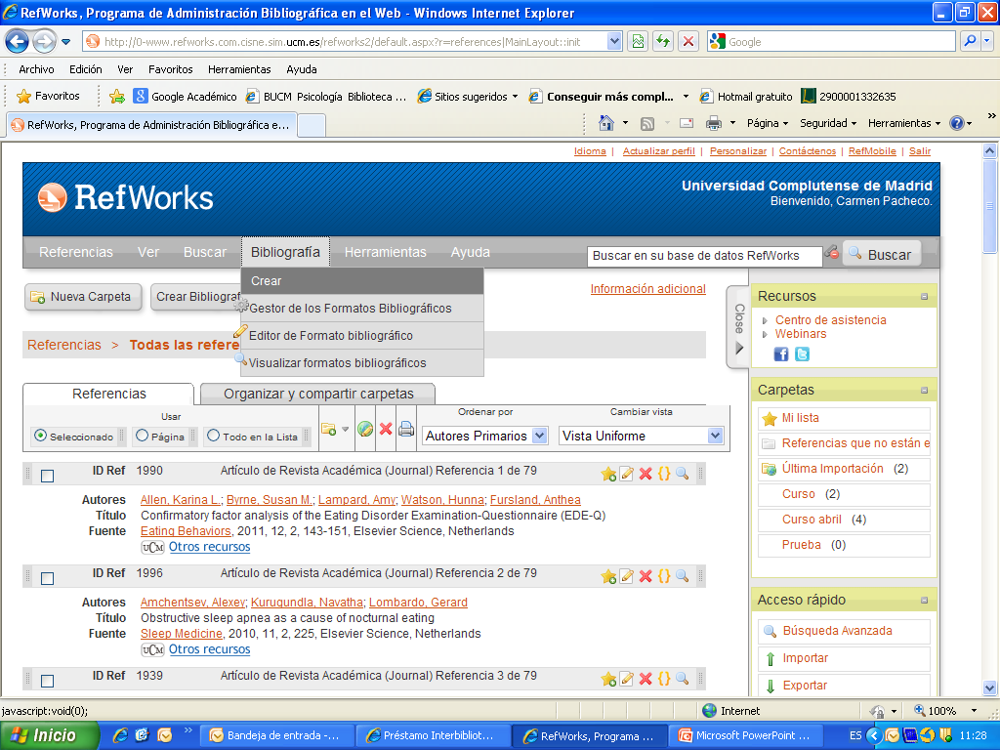 RefWorks, Programa de Administración Bibliográfica en el Web - Windows Internet Explorer
http://0-www.refworks.com.cisne.sim.ucm.es/refworks2/default.aspx?r=references|MainLayout::init
Google
Archivo Edición Ver Favoritos Herramientas Ayuda
Favoritos Google Académico BUCM Psicología Biblioteca ... Sitios sugeridos Conseguir más compl... Hotmail gratuito 2900001332635
RefWorks, Programa de Administración Bibliográfica e... Página Seguridad Herramientas
Idioma | Actualizar perfil | Personalizar | Contáctenos | RefMobile | Salir
RefWorks
Universidad Complutense de Madrid
Bienvenido, Carmen Pacheco.
Referencias Ver Buscar Bibliografía Herramientas Ayuda Buscar en su base de datos RefWorks Buscar
Crear
Gestor de los Formatos Bibliográficos
Editor de Formato bibliográfico
Visualizar formatos bibliográficos
Nueva Carpeta Crear Bibliograf Información adicional
Referencias > Todas las refere
Close
Referencias Organizar y compartir carpetas
Usar Ordenar por Cambiar vista
Seleccionado Página Todo en la Lista Autores Primarios Vista Uniforme
ID Ref 1990 Artículo de Revista Académica (Journal) Referencia 1 de 79
Autores Allen, Karina L.; Byrne, Susan M.; Lampard, Amy; Watson, Hunna; Fursland, Anthea
Título Confirmatory factor analysis of the Eating Disorder Examination-Questionnaire (EDE-Q)
Fuente Eating Behaviors, 2011, 12, 2, 143-151, Elsevier Science, Netherlands
UCM Otros recursos
ID Ref 1996 Artículo de Revista Académica (Journal) Referencia 2 de 79
Autores Amchentsev, Alexey; Kurugundla, Navatha; Lombardo, Gerard
Título Obstructive sleep apnea as a cause of nocturnal eating
Fuente Sleep Medicine, 2010, 11, 2, 225, Elsevier Science, Netherlands
UCM Otros recursos
ID Ref 1939 Artículo de Revista Académica (Journal) Referencia 3 de 79
Recursos
Centro de asistencia
Webinars
Carpetas
Mi lista
Referencias que no están e
Última Importación (2)
Curso (2)
Curso abril (4)
Prueba (0)
Acceso rápido
Búsqueda Avanzada
Importar
Exportar
javascript:void(0); Internet 100%
Inicio Bandeja de entrada -... Préstamo Interbibliot... RefWorks, Programa ... Microsoft PowerPoint ... ES 11:28